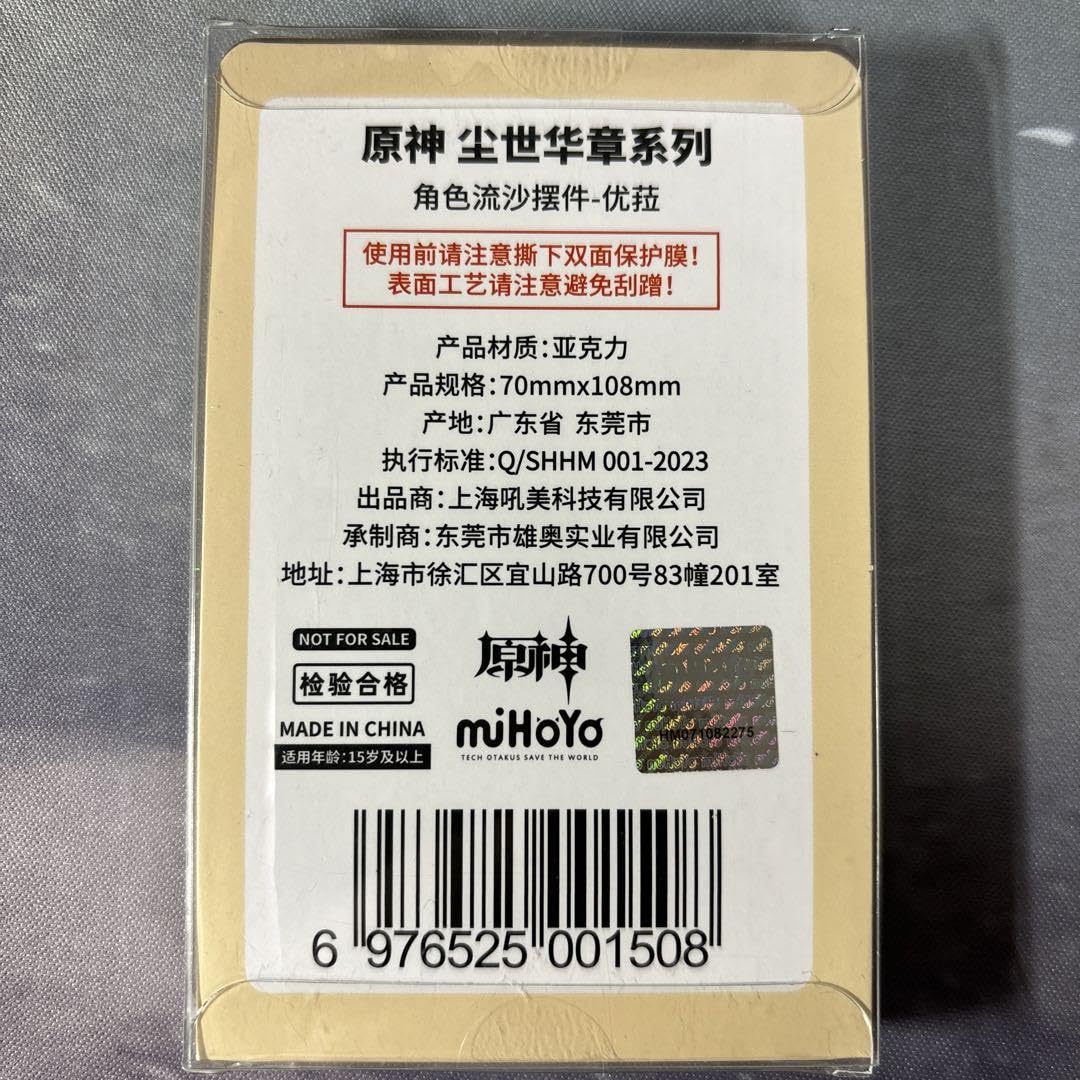 原神 尘世华章系列
角色流沙摆件-优菈
使用前请注意撕下双面保护膜！
表面工艺请注意避免刮蹭！
产品材质：亚克力
产品规格：70mmx108mm
产地：广东省 东莞市
执行标准：Q/SHHM 001-2023
出品商：上海吼美科技有限公司
承制商：东莞市雄奥实业有限公司
地址：上海市徐汇区宜山路700号83幢201室
NOT FOR SALE
检验合格
MADE IN CHINA
适用年龄：15岁及以上
原神
miHoYo
TECH OTAKUS SAVE THE WORLD
HM071082275
6 976525 001508